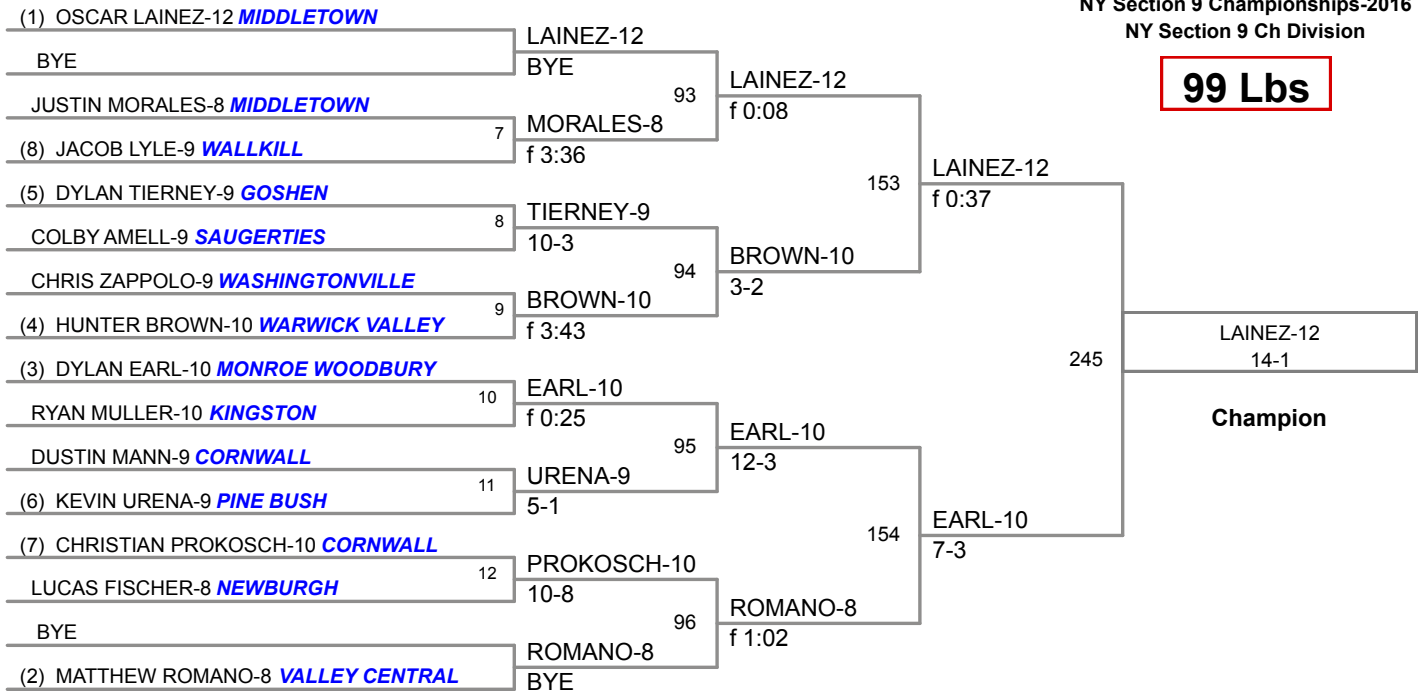 NY Section 9 Championships-2016
NY Section 9 Ch Division
99 Lbs
(1) OSCAR LAINEZ-12 MIDDLETOWN
BYE
JUSTIN MORALES-8 MIDDLETOWN
(8) JACOB LYLE-9 WALLKILL
(5) DYLAN TIERNEY-9 GOSHEN
COLBY AMELL-9 SAUGERTIES
CHRIS ZAPPOLO-9 WASHINGTONVILLE
(4) HUNTER BROWN-10 WARWICK VALLEY
(3) DYLAN EARL-10 MONROE WOODBURY
RYAN MULLER-10 KINGSTON
DUSTIN MANN-9 CORNWALL
(6) KEVIN URENA-9 PINE BUSH
(7) CHRISTIAN PROKOSCH-10 CORNWALL
LUCAS FISCHER-8 NEWBURGH
BYE
(2) MATTHEW ROMANO-8 VALLEY CENTRAL
7
8
9
10
11
12
LAINEZ-12
BYE
MORALES-8
f 3:36
TIERNEY-9
10-3
BROWN-10
f 3:43
EARL-10
f 0:25
URENA-9
5-1
PROKOSCH-10
10-8
ROMANO-8
BYE
93
94
95
96
LAINEZ-12
f 0:08
BROWN-10
3-2
EARL-10
12-3
ROMANO-8
f 1:02
153
154
LAINEZ-12
f 0:37
EARL-10
7-3
245
LAINEZ-12
14-1
Champion